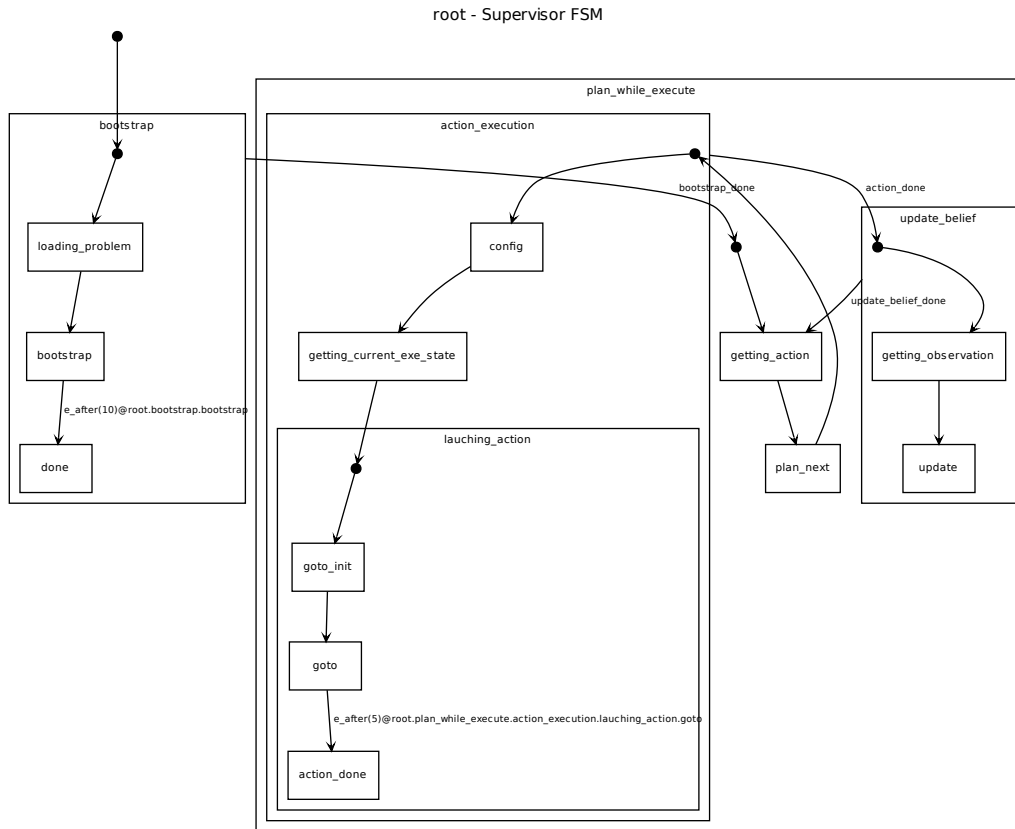 root - Supervisor FSM
plan_while_execute
bootstrap
action_execution
bootstrap_done
action_done
update_belief
loading_problem
config
update_belief_done
bootstrap
getting_current_exe_state
getting_action
getting_observation
e_after(10)@root.bootstrap.bootstrap
lauching_action
done
plan_next
update
goto_init
goto
e_after(5)@root.plan_while_execute.action_execution.lauching_action.goto
action_done